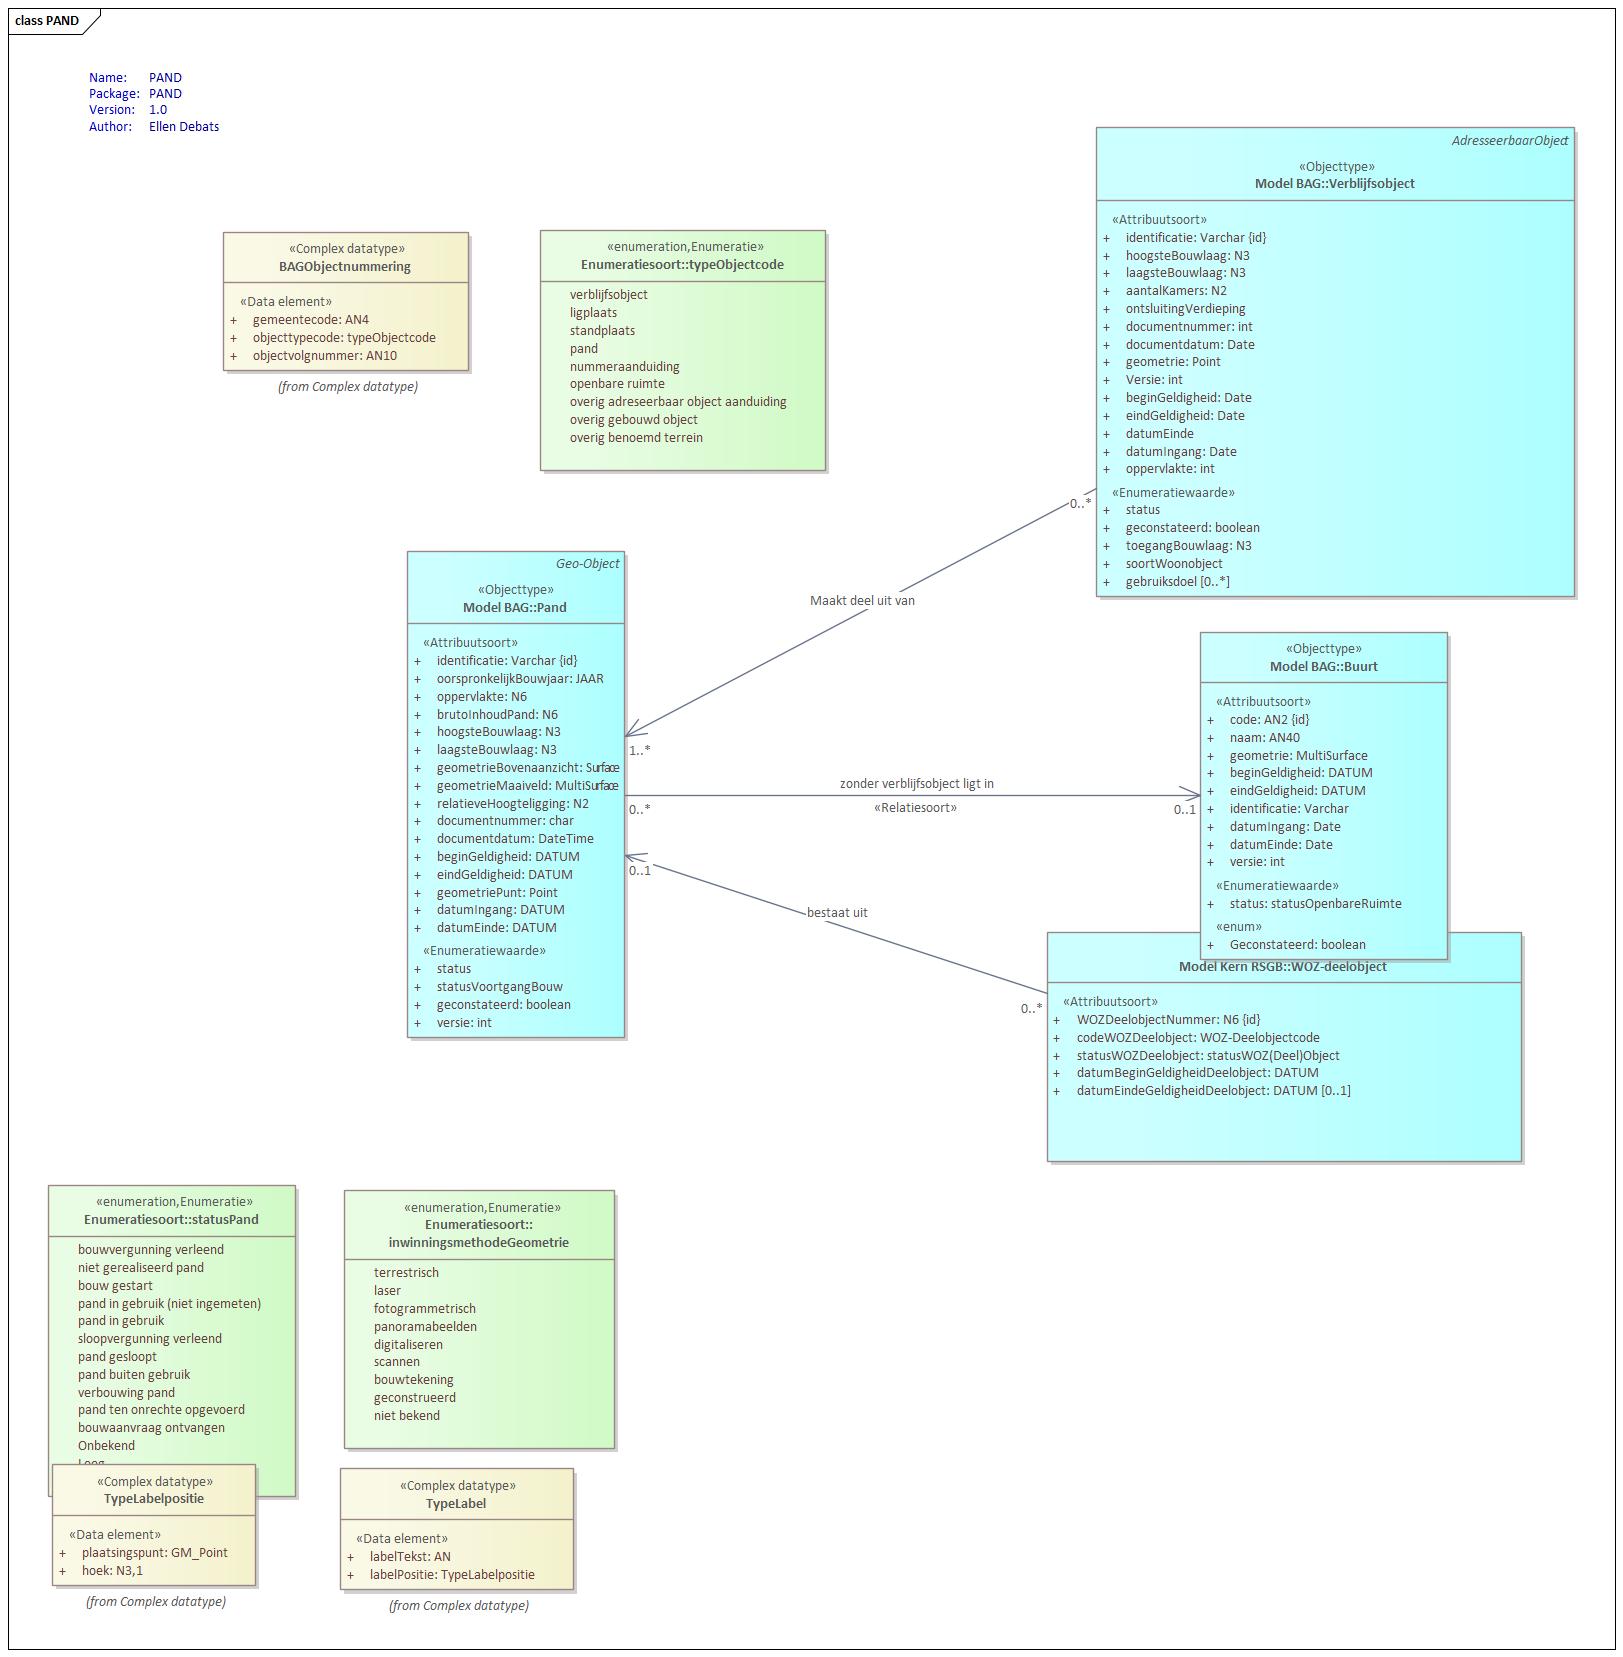 class PAND
Name: PAND
Package: PAND
Version: 1.0
Author: Ellen Debats
AdresseerbaarObject
«Objecttype»
Model BAG::Verblijfsobject
«Attribuutsoort»
+ identificatie: Varchar {id}
+ hoogsteBouwlaag: N3
+ laagsteBouwlaag: N3
+ aantalKamers: N2
+ ontsluitingVerdieping
+ documentnummer: int
+ documentdatum: Date
+ geometrie: Point
+ Versie: int
+ beginGeldigheid: Date
+ eindGeldigheid: Date
+ datumEinde
+ datumIngang: Date
+ oppervlakte: int
«Enumeratiewaarde»
+ status
+ geconstateerd: boolean
+ toegangBouwlaag: N3
+ soortWoonobject
+ gebruiksdoel [0..*]
«Complex datatype»
BAGObjectnummering
«Data element»
+ gemeentecode: AN4
+ objecttypecode: typeObjectcode
+ objectvolgnummer: AN10
(from Complex datatype)
«enumeration,Enumeratie»
Enumeratiesoort::typeObjectcode
verblijfsobject
ligplaats
standplaats
pand
nummeraanduiding
openbare ruimte
overig adreseerbaar object aanduiding
overig gebouwd object
overig benoemd terrein
0..*
Maakt deel uit van
1..*
Geo-Object
«Objecttype»
Model BAG::Pand
«Attribuutsoort»
+ identificatie: Varchar {id}
+ oorspronkelijkBouwjaar: JAAR
+ oppervlakte: N6
+ brutoInhoudPand: N6
+ hoogsteBouwlaag: N3
+ laagsteBouwlaag: N3
+ geometrieBovenaanzicht: Surface
+ geometrieMaaiveld: MultiSurface
+ relatieveHoogteligging: N2
+ documentnummer: char
+ documentdatum: DateTime
+ beginGeldigheid: DATUM
+ eindGeldigheid: DATUM
+ geometriePunt: Point
+ datumIngang: DATUM
+ datumEinde: DATUM
«Enumeratiewaarde»
+ status
+ statusVoortgangBouw
+ geconstateerd: boolean
+ versie: int
zonder verblijfsobject ligt in
0..*
«Relatiesoort»
0..1
«Objecttype»
Model BAG::Buurt
«Attribuutsoort»
+ code: AN2 {id}
+ naam: AN40
+ geometrie: MultiSurface
+ beginGeldigheid: DATUM
+ eindGeldigheid: DATUM
+ identificatie: Varchar
+ datumIngang: Date
+ datumEinde: Date
+ versie: int
«Enumeratiewaarde»
+ status: statusOpenbareRuimte
«enum»
+ Geconstateerd: boolean
0..1
bestaat uit
0..*
Model Kern RSGB::WOZ-deelobject
«Attribuutsoort»
+ WOZDeelobjectNummer: N6 {id}
+ codeWOZDeelobject: WOZ-Deelobjectcode
+ statusWOZDeelobject: statusWOZ(Deel)Object
+ datumBeginGeldigheidDeelobject: DATUM
+ datumEindeGeldigheidDeelobject: DATUM [0..1]
«enumeration,Enumeratie»
Enumeratiesoort::statusPand
bouwvergunning verleend
niet gerealiseerd pand
bouw gestart
pand in gebruik (niet ingemeten)
pand in gebruik
sloopvergunning verleend
pand gesloopt
pand buiten gebruik
verbouwing pand
pand ten onrechte opgevoerd
bouwaanvraag ontvangen
Onbekend
«enumeration,Enumeratie»
Enumeratiesoort::
inwinningsmethodeGeometrie
terrestrisch
laser
fotogrammetrisch
panoramabeelden
digitaliseren
scannen
bouwtekening
geconstrueerd
niet bekend
«Complex datatype»
TypeLabelpositie
«Data element»
+ plaatsingspunt: GM_Point
+ hoek: N3,1
(from Complex datatype)
«Complex datatype»
TypeLabel
«Data element»
+ labelTekst: AN
+ labelPositie: TypeLabelpositie
(from Complex datatype)